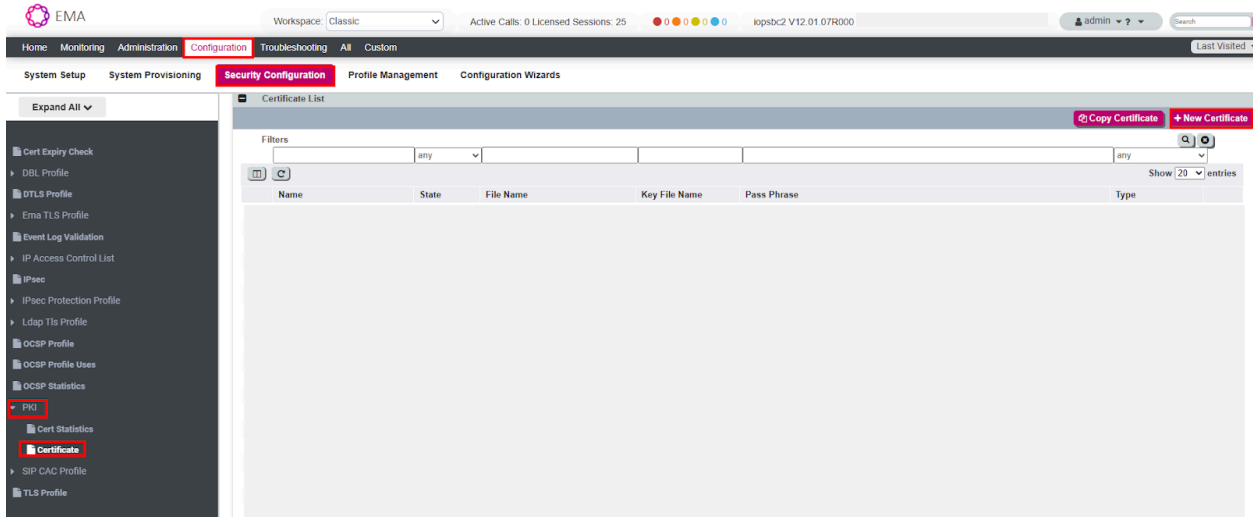 EMA
Workspace: Classic
Active Calls: 0 Licensed Sessions: 25
0 0 0 0 0
iopsbc2 V12.01.07R000
admin ?
Search
Home Monitoring Administration Configuration Troubleshooting All Custom
Last Visited
System Setup System Provisioning Security Configuration Profile Management Configuration Wizards
Expand All
Certificate List
Copy Certificate + New Certificate
Filters
any any
Show 20 entries
Name State File Name Key File Name Pass Phrase Type
Cert Expiry Check
DBL Profile
DTLS Profile
Ema TLS Profile
Event Log Validation
IP Access Control List
IPsec
IPsec Protection Profile
Ldap Tls Profile
OCSP Profile
OCSP Profile Uses
OCSP Statistics
PKI
Cert Statistics
Certificate
SIP CAC Profile
TLS Profile